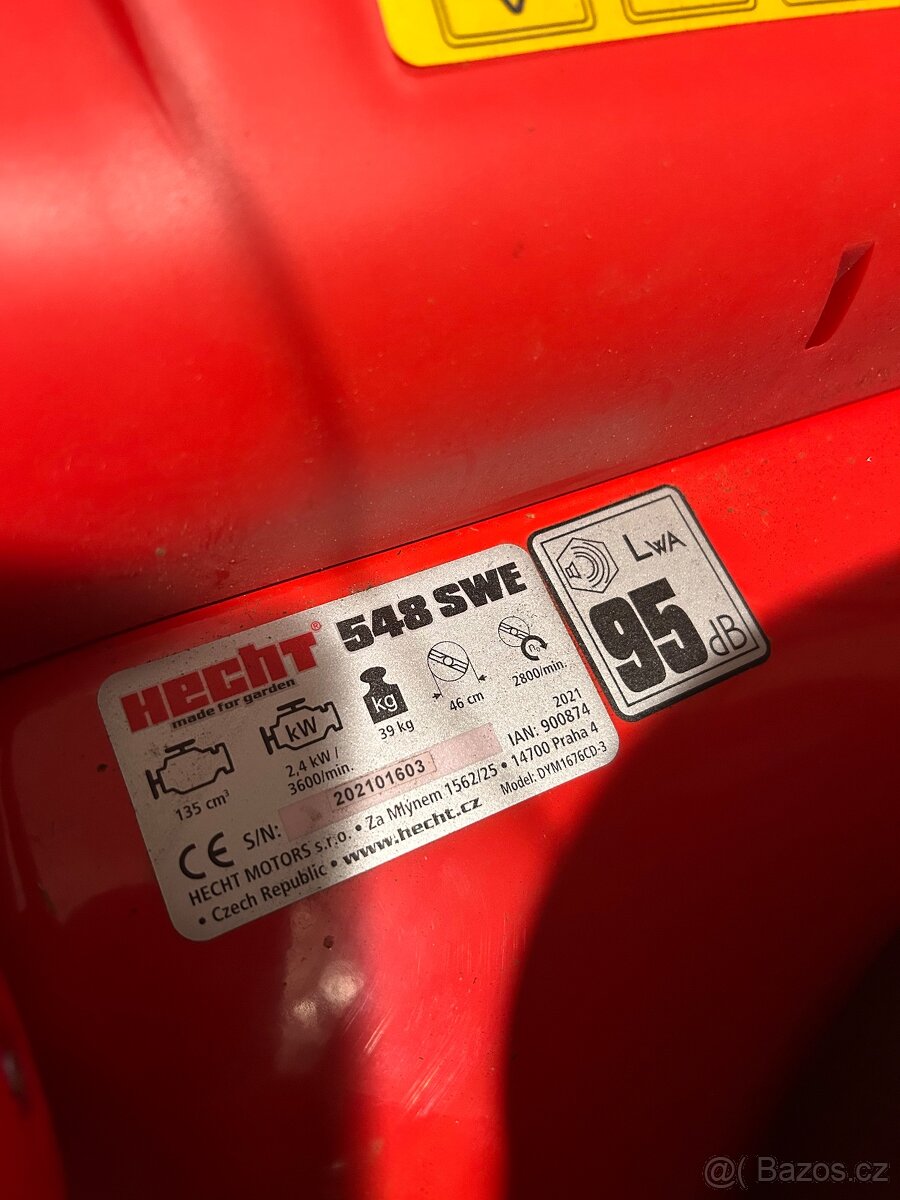 HECHT® 548 SWE
made for garden
LWA
95 dB
kW
kg
135 cm³
2,4 kW /
3600/min.
39 kg
46 cm
2800/min.
CE S/N: 202101603
2021
IAN: 900874
HECHT MOTORS s.r.o. • Za Mlýnem 1562/25 • 14700 Praha 4
• Czech Republic • www.hecht.cz
Model: DYM1676CD-3
@( Bazos.cz